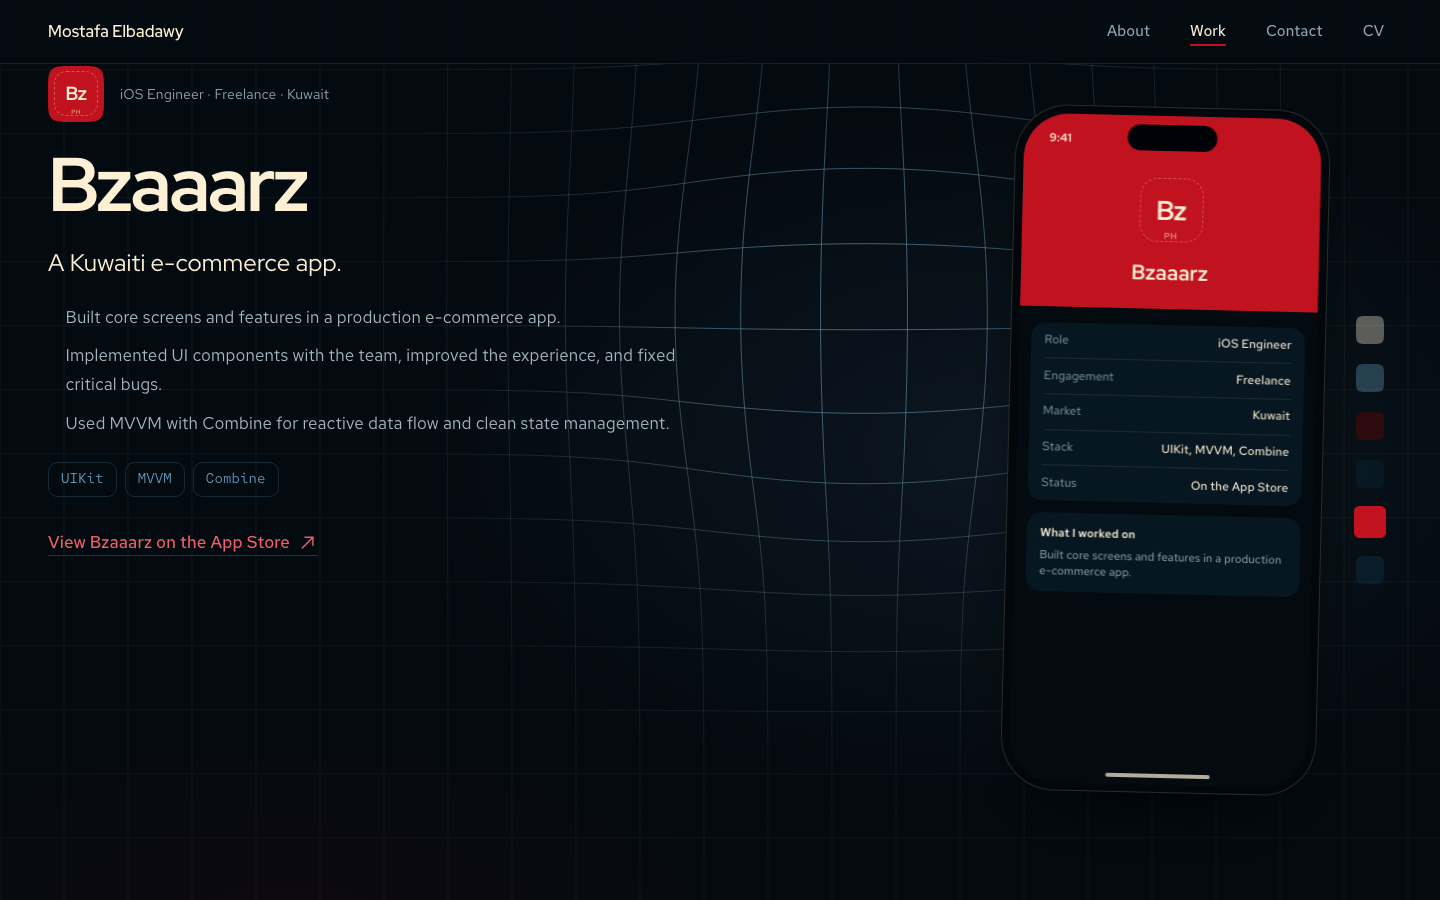 Mostafa Elbadawy
About Work Contact CV
Bz
PH
iOS Engineer · Freelance · Kuwait
Bzaaarz
A Kuwaiti e-commerce app.
Built core screens and features in a production e-commerce app.
Implemented UI components with the team, improved the experience, and fixed
critical bugs.
Used MVVM with Combine for reactive data flow and clean state management.
UIKit MVVM Combine
View Bzaaarz on the App Store
9:41
Bz
PH
Bzaaarz
Role iOS Engineer
Engagement Freelance
Market Kuwait
Stack UIKit, MVVM, Combine
Status On the App Store
What I worked on
Built core screens and features in a production
e-commerce app.